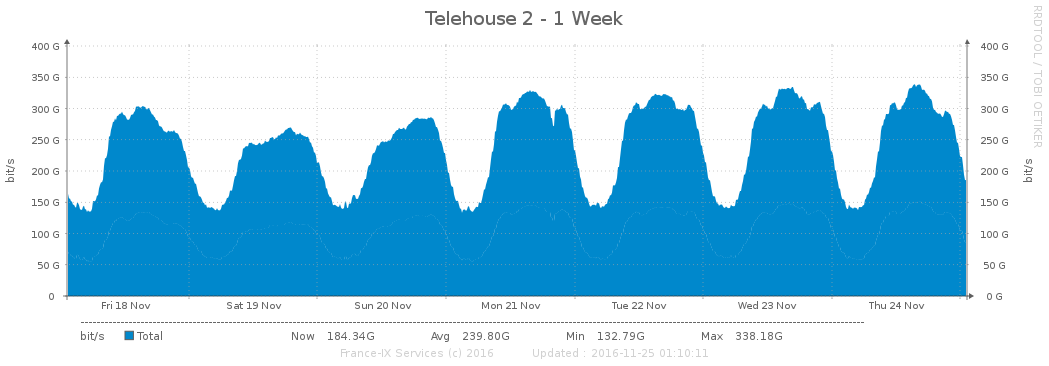 Telehouse 2 - 1 Week
RRDTOOL / TOBI OETIKER
400 G 400 G
350 G 350 G
300 G 300 G
250 G 250 G
200 G 200 G
150 G 150 G
100 G 100 G
50 G 50 G
0 0 G
bit/s
bit/s
Fri 18 Nov Sat 19 Nov Sun 20 Nov Mon 21 Nov Tue 22 Nov Wed 23 Nov Thu 24 Nov
bit/s Total Now 184.34G Avg 239.80G Min 132.79G Max 338.18G
France-IX Services (c) 2016 Updated : 2016-11-25 01:10:11